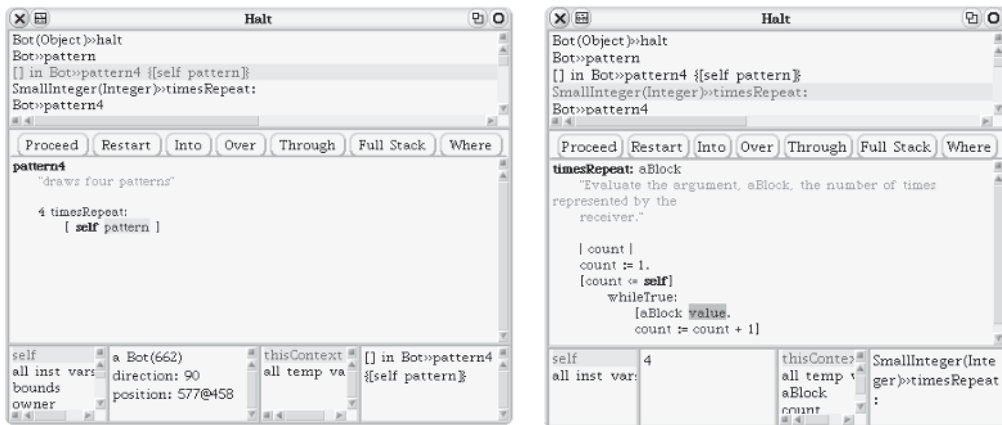 Halt
Bot(Object)»halt
Bot»pattern
[] in Bot»pattern4 {[self pattern]}
SmallInteger(Integer)»timesRepeat:
Bot»pattern4
Proceed Restart Into Over Through Full Stack Where
pattern4
"draws four patterns"
4 timesRepeat:
[ self pattern ]
self
all inst vars
bounds
owner
a Bot(662)
direction: 90
position: 577@458
thisContext
all temp va
[] in Bot»pattern4
{[self pattern]}
Halt
Bot(Object)»halt
Bot»pattern
[] in Bot»pattern4 {[self pattern]}
SmallInteger(Integer)»timesRepeat:
Bot»pattern4
Proceed Restart Into Over Through Full Stack Where
timesRepeat: aBlock
"Evaluate the argument, aBlock, the number of times
represented by the
receiver."
| count |
count := 1.
[count <= self]
whileTrue:
[aBlock value.
count := count + 1]
self
all inst vars
4
thisContex
all temp v
aBlock
count
SmallInteger(Inte
ger)»timesRepeat
: